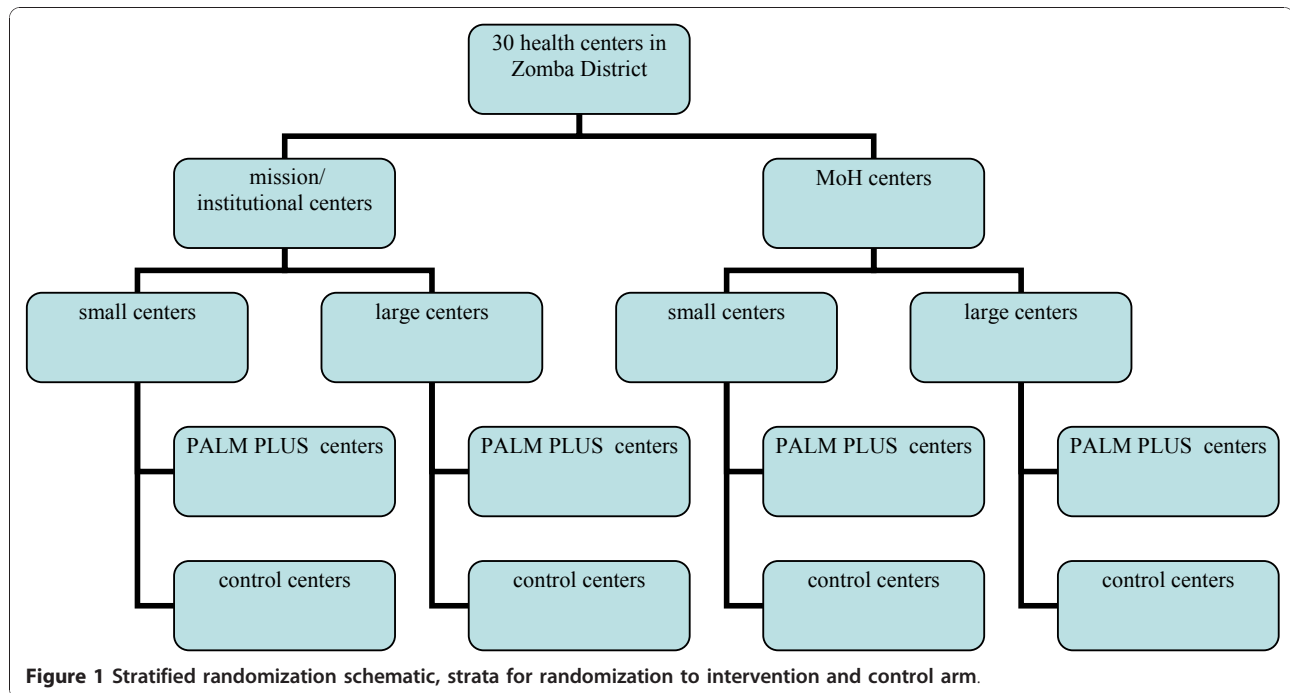 30 health centers in
Zomba District
mission/
institutional centers
MoH centers
small centers
large centers
small centers
large centers
PALM PLUS centers
PALM PLUS centers
PALM PLUS centers
PALM PLUS centers
control centers
control centers
control centers
control centers
Figure 1 Stratified randomization schematic, strata for randomization to intervention and control arm.